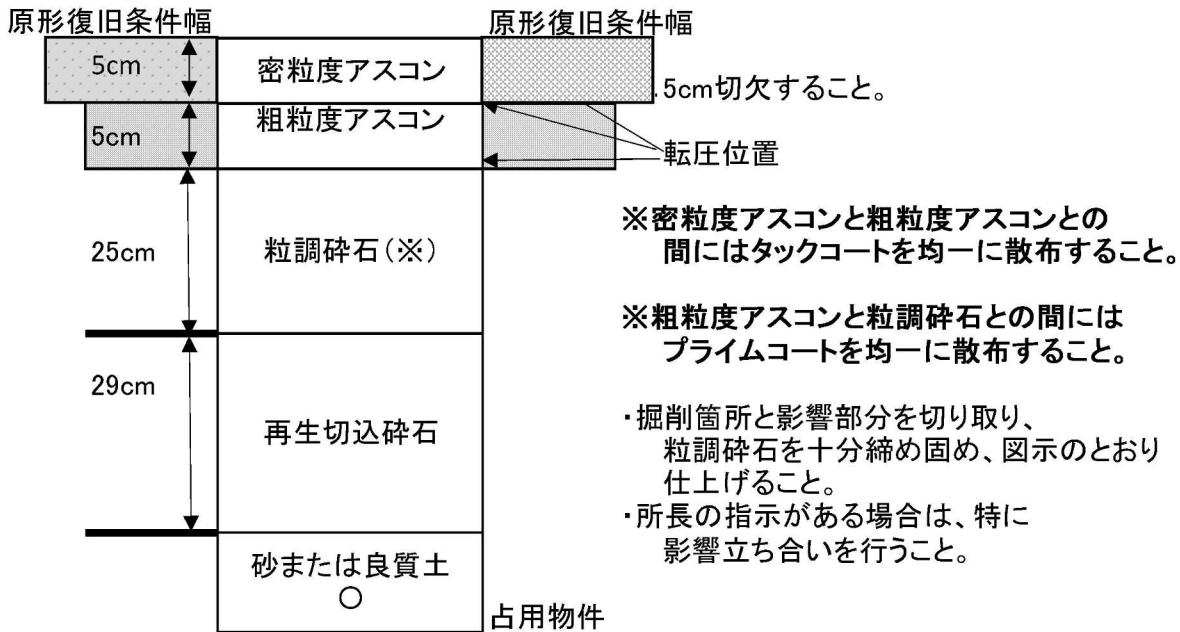 原形復旧条件幅
原形復旧条件幅
5cm
密粒度アスコン
.5cm切欠すること。
5cm
粗粒度アスコン
転圧位置
25cm
粒調砕石(※)
※密粒度アスコンと粗粒度アスコンとの
間にはタックコートを均一に散布すること。
※粗粒度アスコンと粒調砕石との間には
プライムコートを均一に散布すること。
29cm
再生切込砕石
・掘削箇所と影響部分を切り取り、
粒調砕石を十分締め固め、図示のとおり
仕上げること。
・所長の指示がある場合は、特に
影響立ち合いを行うこと。
砂または良質土
占用物件